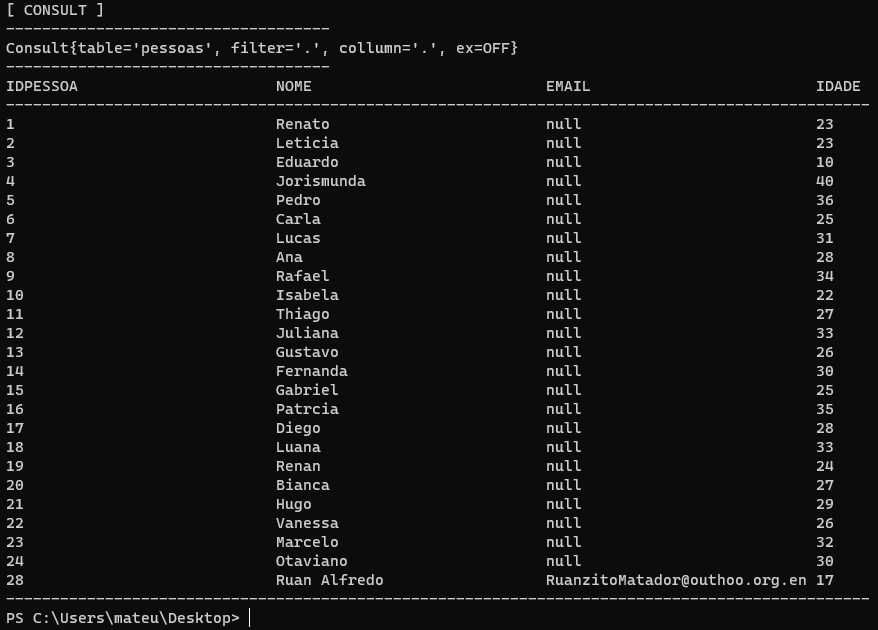 [ CONSULT ]
------------------------------------
Consult{table='pessoas', filter='.', collumn='.', ex=OFF}
------------------------------------
IDPESSOA                      NOME                          EMAIL                         IDADE
------------------------------------------------------------------------------------------------
1                             Renato                        null                          23
2                             Leticia                       null                          23
3                             Eduardo                       null                          10
4                             Jorismunda                    null                          40
5                             Pedro                         null                          36
6                             Carla                         null                          25
7                             Lucas                         null                          31
8                             Ana                           null                          28
9                             Rafael                        null                          34
10                            Isabela                       null                          22
11                            Thiago                        null                          27
12                            Juliana                       null                          33
13                            Gustavo                       null                          26
14                            Fernanda                      null                          30
15                            Gabriel                       null                          25
16                            Patrcia                       null                          35
17                            Diego                         null                          28
18                            Luana                         null                          33
19                            Renan                         null                          24
20                            Bianca                        null                          27
21                            Hugo                          null                          29
22                            Vanessa                       null                          26
23                            Marcelo                       null                          32
24                            Otaviano                      null                          30
28                            Ruan Alfredo                  RuanzitoMatador@outhoo.org.en 17
------------------------------------------------------------------------------------------------
PS C:\Users\mateu\Desktop>